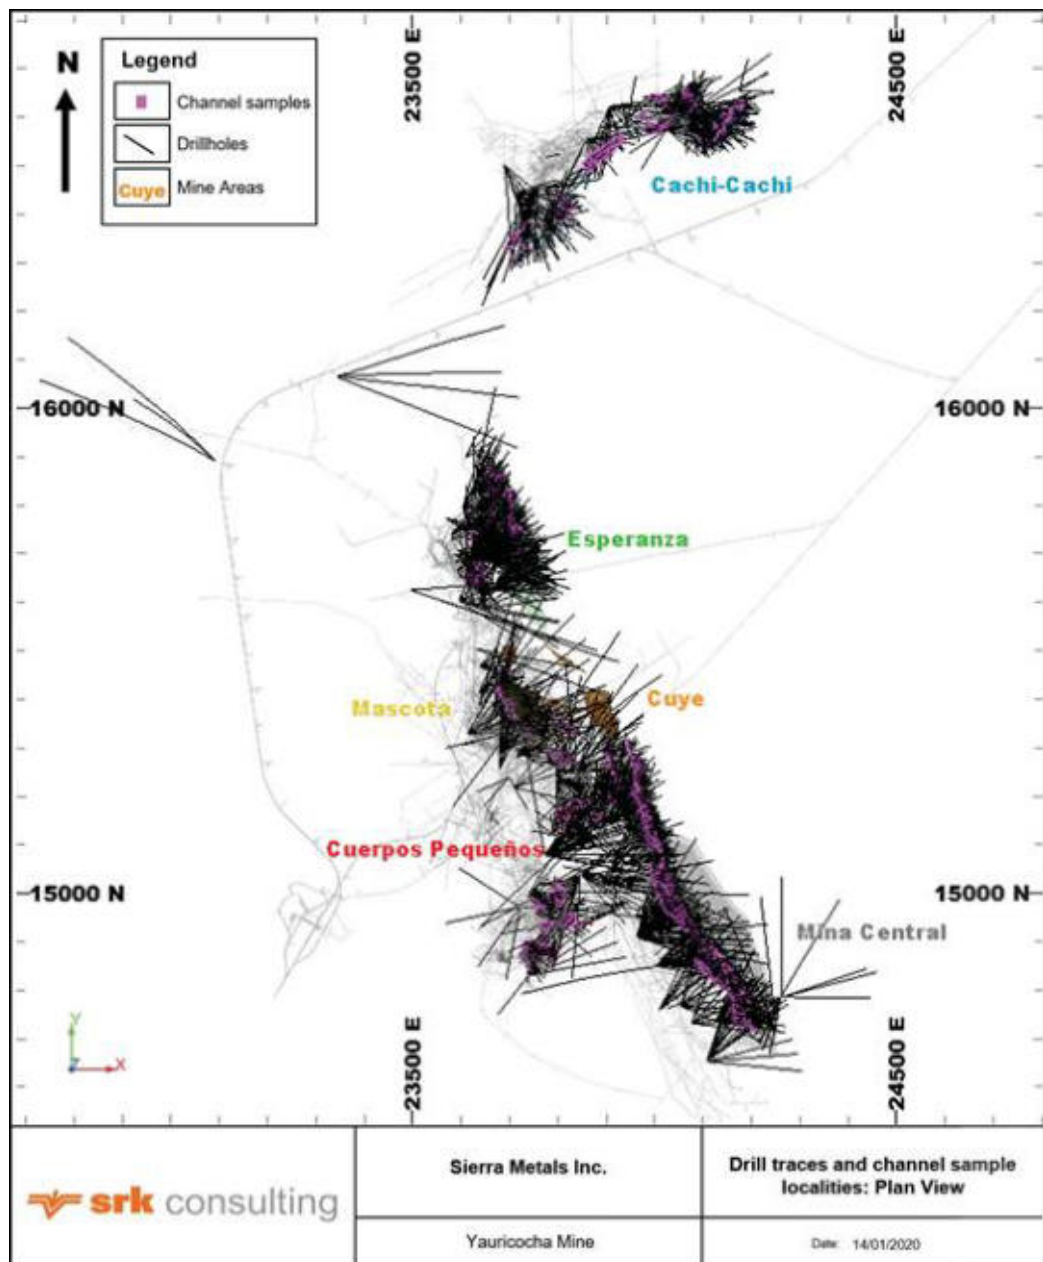 N
Legend
Channel samples
Drillholes
Cuye
Mine Areas
23500 E
24500 E
Cachi-Cachi
16000 N
16000 N
Esperanza
Mascota
Cuye
Cuerpos Pequeños
15000 N
15000 N
Mina Central
Y
Z
X
23500 E
24500 E
srk consulting
Sierra Metals Inc.
Yauricocha Mine
Drill traces and channel sample
localities: Plan View
Date: 14/01/2020